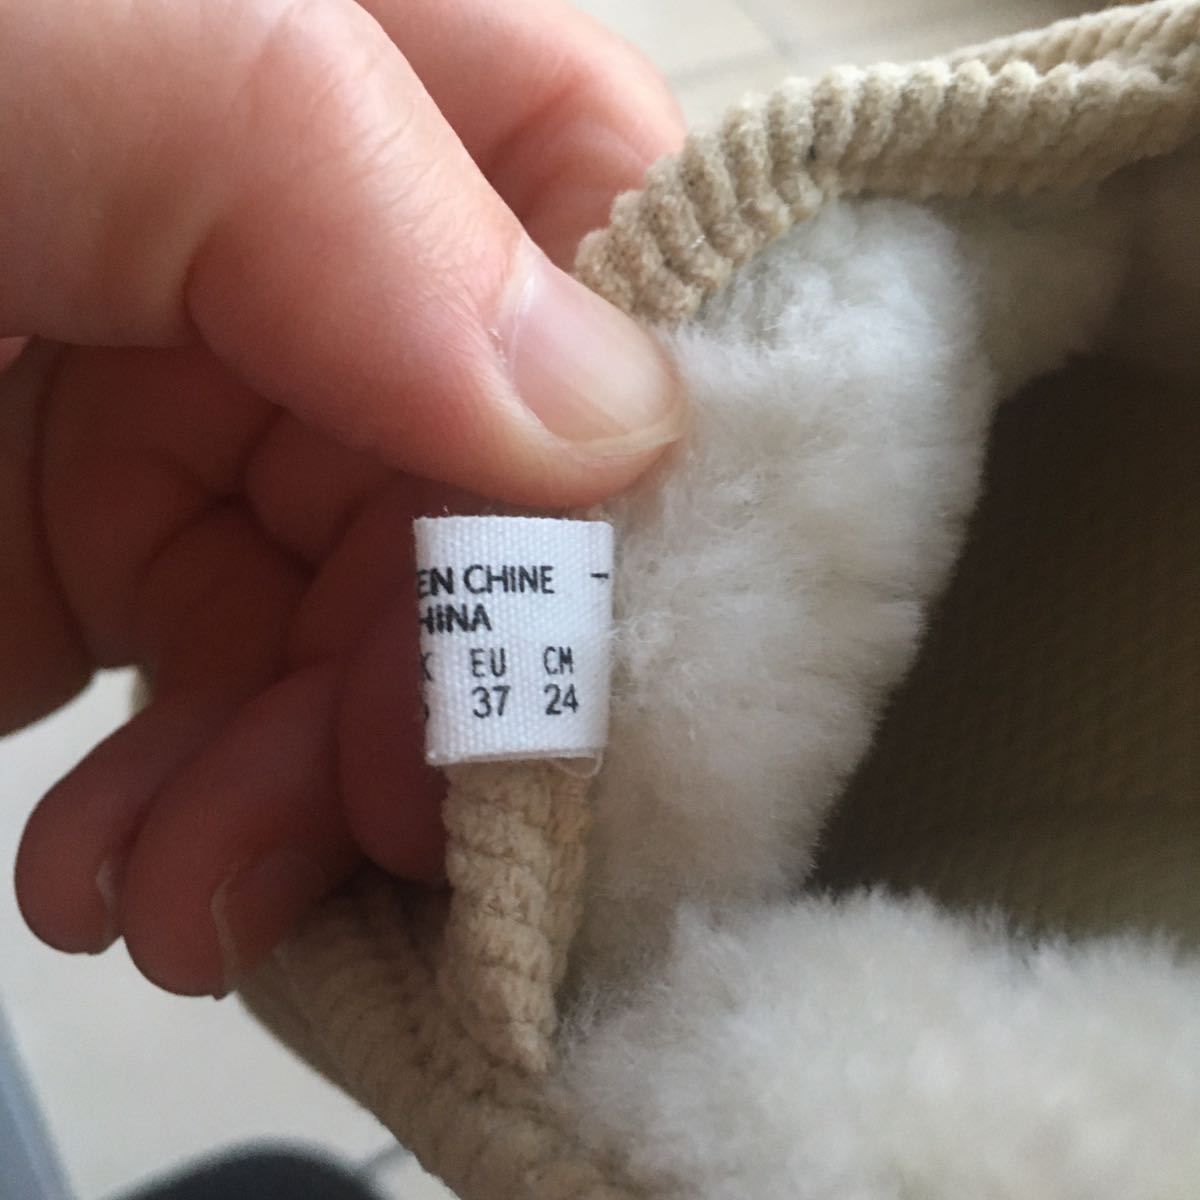 EN CHINE -
HINA
K EU CM
37 24